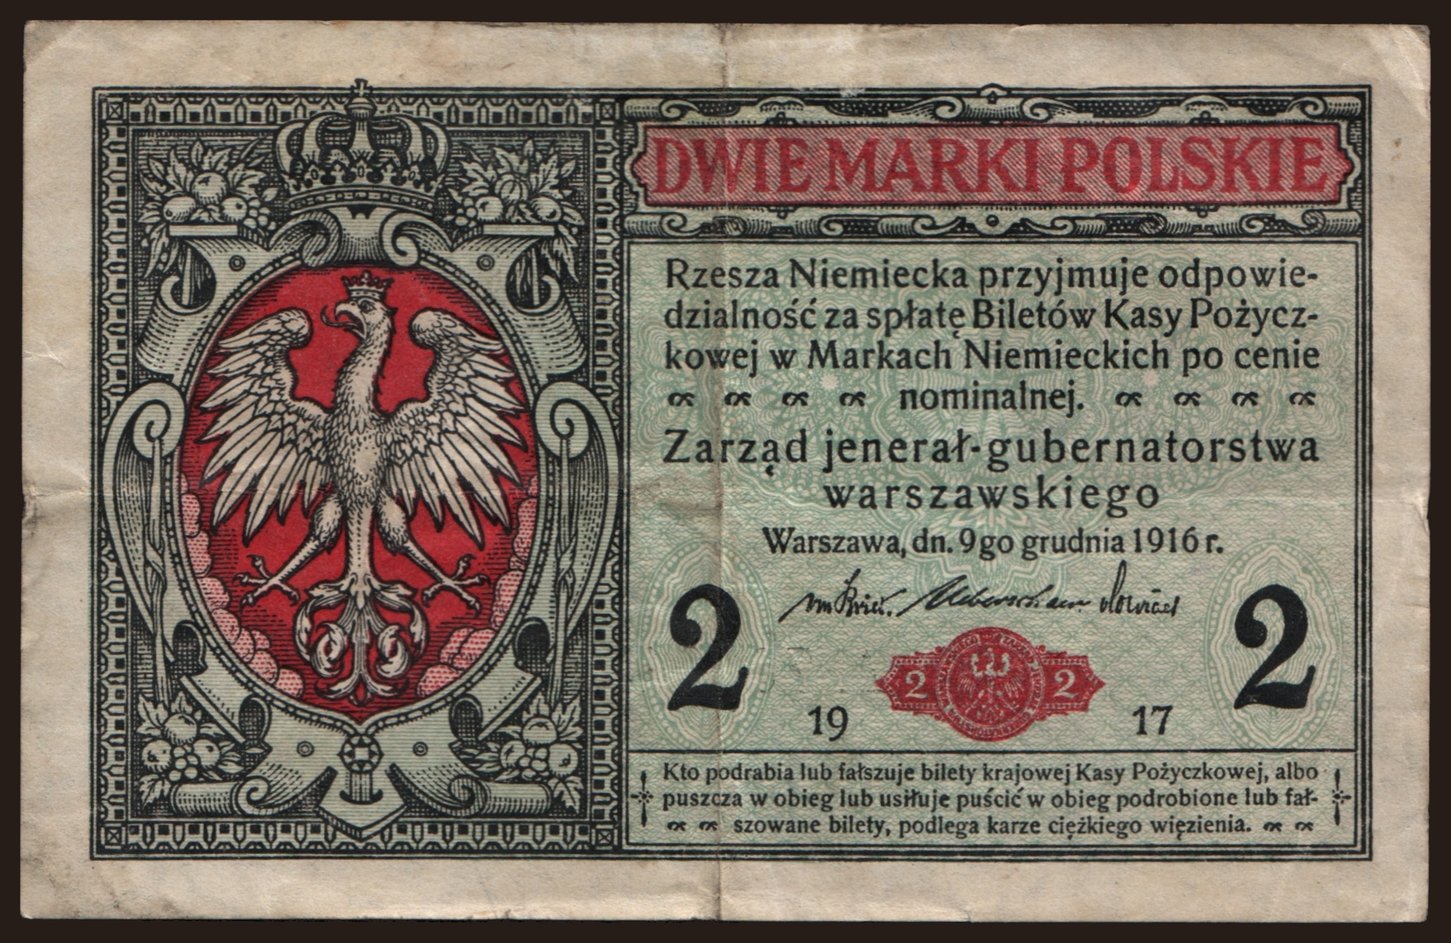 DWIE MARKI POLSKIE
Rzesza Niemiecka przyjmuje odpowie-
dzialność za spłatę Biletów Kasy Pożycz-
kowej w Markach Niemieckich po cenie
nominalnej.
Zarząd jenerał-gubernatorstwa
warszawskiego
Warszawa, dn. 9go grudnia 1916 r.
2 2
2 2
19 17
Kto podrabia lub fałszuje bilety krajowej Kasy Pożyczkowej, albo
puszcza w obieg lub usiłuje puścić w obieg podrobione lub fał-
szowane bilety, podlega karze ciężkiego więzienia.